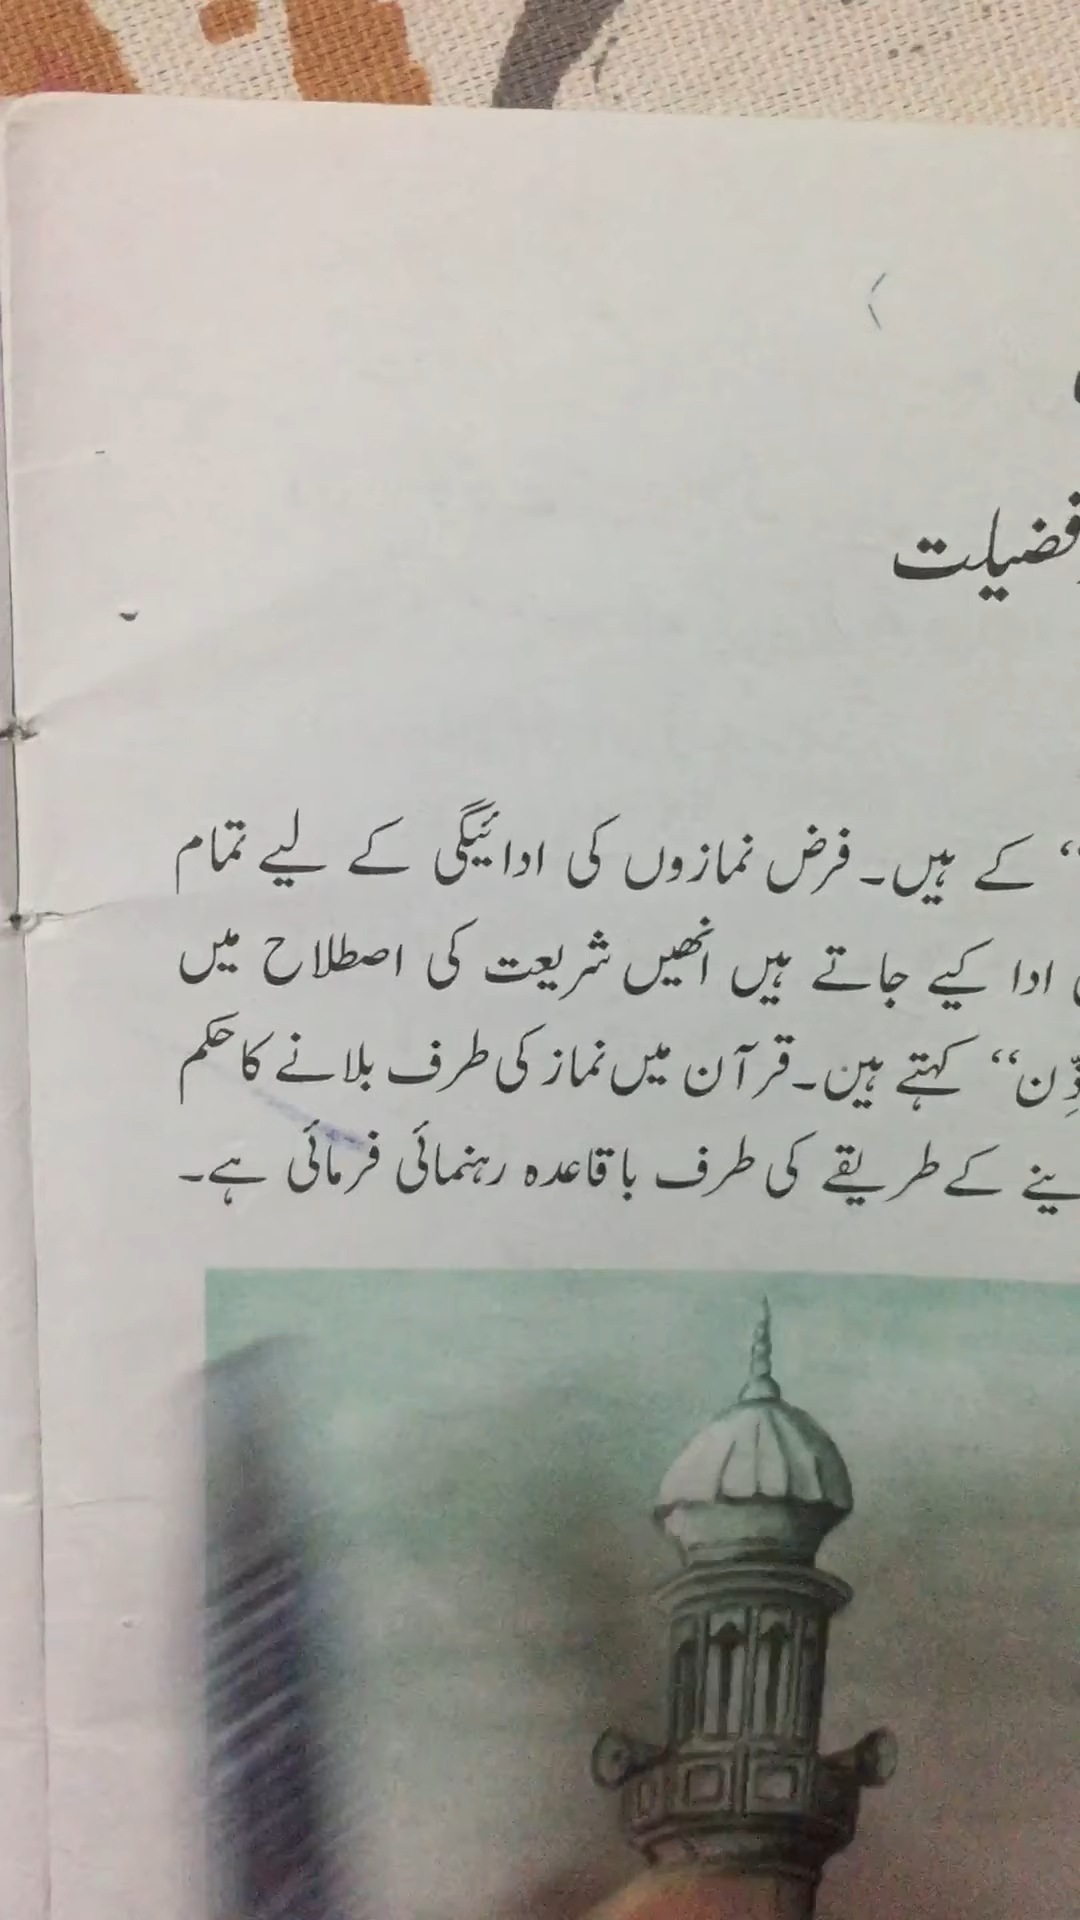 فضیلت
“ کے ہیں۔ فرض نمازوں کی ادائیگی کے لیے تمام
ادا کیے جاتے ہیں انھیں شریعت کی اصطلاح میں
“ کہتے ہین۔ قرآن میں نماز کی طرف بلانے کا حکم
کے طریقے کی طرف باقاعدہ رہنمائی فرمائی ہے۔